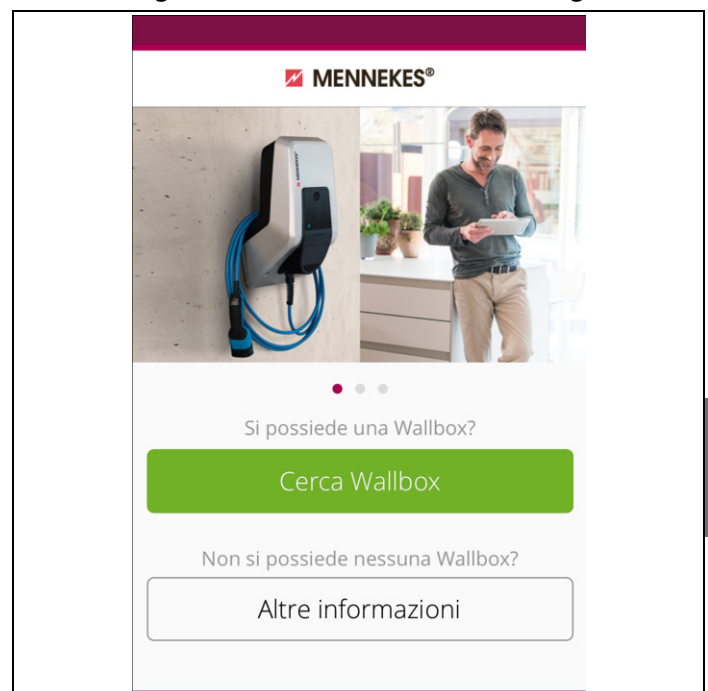 MENNEKES®
Si possiede una Wallbox?
Cerca Wallbox
Non si possiede nessuna Wallbox?
Altre informazioni